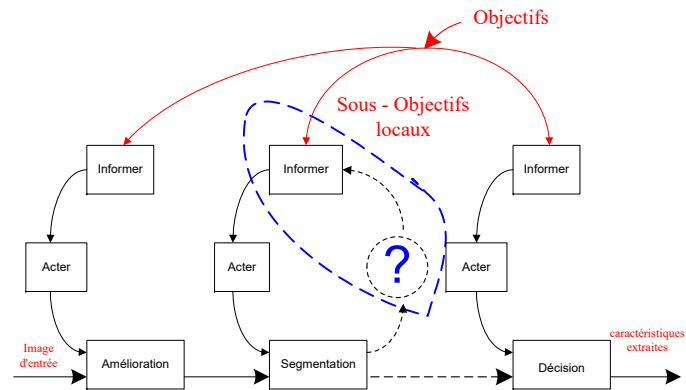 Objectifs
Sous - Objectifs
locaux
Informer
Informer
Informer
Acter
Acter
?
Acter
Image
d'entrée
Amélioration
Segmentation
Décision
caractéristiques
extraites